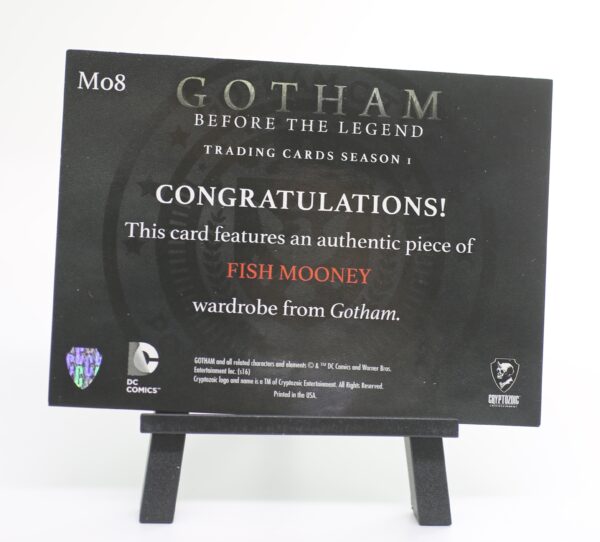 M08
GOTHAM
BEFORE THE LEGEND
TRADING CARDS SEASON 1
CONGRATULATIONS!
This card features an authentic piece of
FISH MOONEY
wardrobe from Gotham.
GOTHAM and all related characters and elements © & ™ DC Comics and Warner Bros.
Entertainment Inc. (s16)
Cryptozoic logo and name is a TM of Cryptozoic Entertainment. All Rights Reserved.
Printed in the USA.
DC
COMICS™
CRYPTOZOIC
ENTERTAINMENT